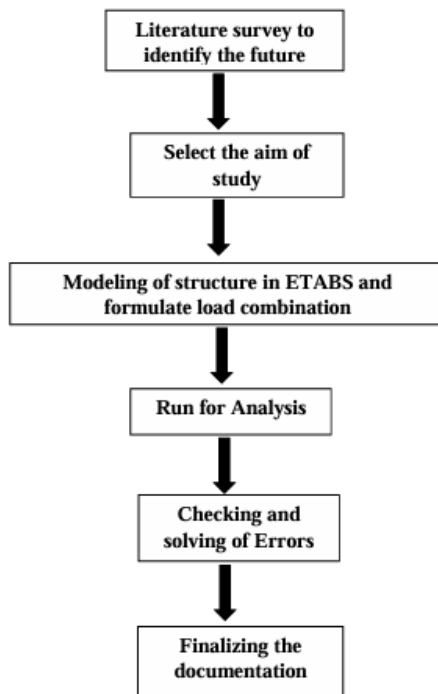 Literature survey to
identify the future
Select the aim of
study
Modeling of structure in ETABS and
formulate load combination
Run for Analysis
Checking and
solving of Errors
Finalizing the
documentation